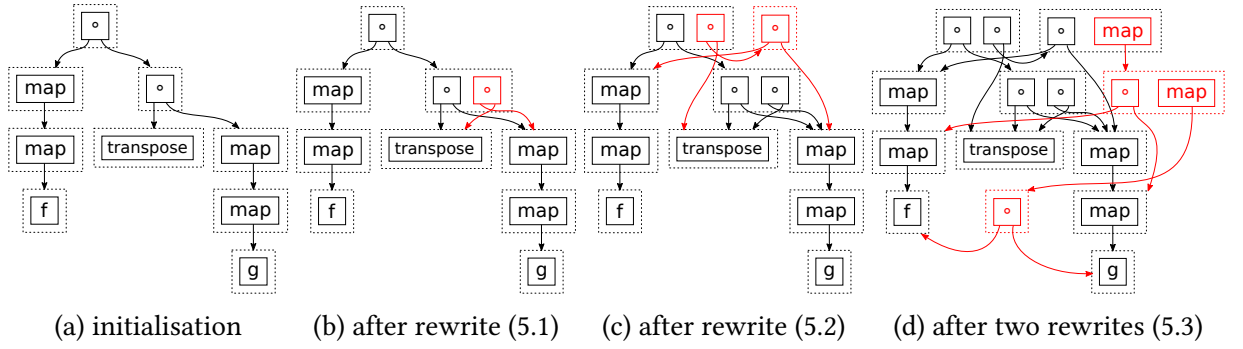 ∘
map
∘
map
transpose
map
f
map
g
(a) initialisation
∘
map
∘ ∘
map
transpose
map
f
map
g
(b) after rewrite (5.1)
∘ ∘ ∘
map
∘ ∘
map
transpose
map
f
map
g
(c) after rewrite (5.2)
∘ ∘ ∘ map
map
∘ ∘ ∘ map
map
transpose
map
f
∘
map
g
(d) after two rewrites (5.3)